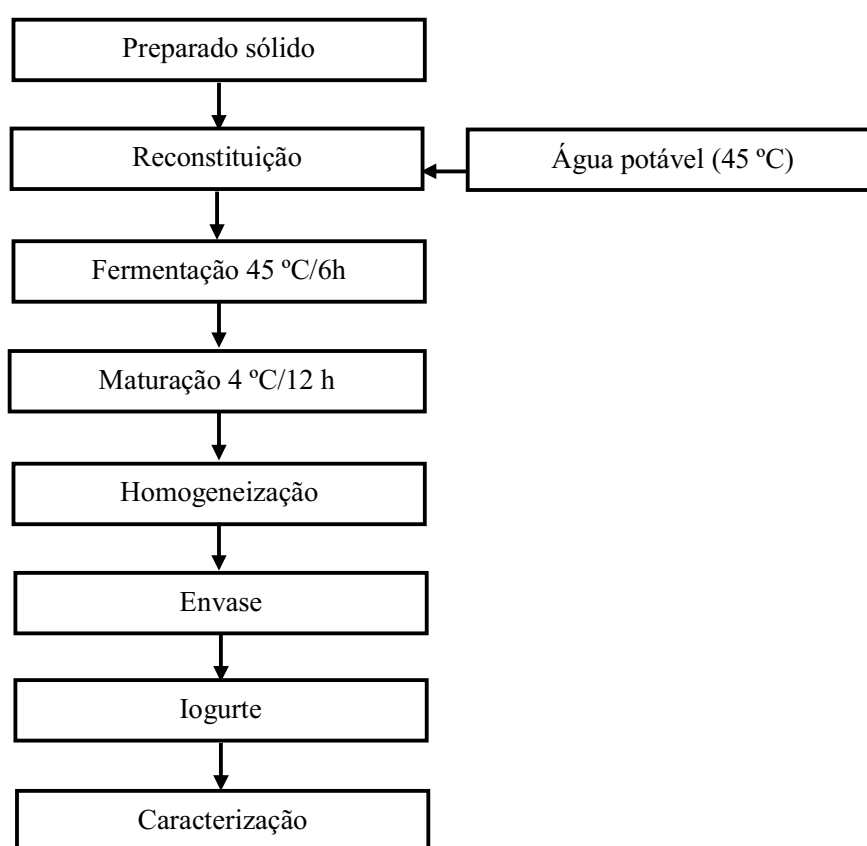 Preparado sólido
Reconstituição
Água potável (45 ºC)
Fermentação 45 ºC/6h
Maturação 4 ºC/12 h
Homogeneização
Envase
Iogurte
Caracterização